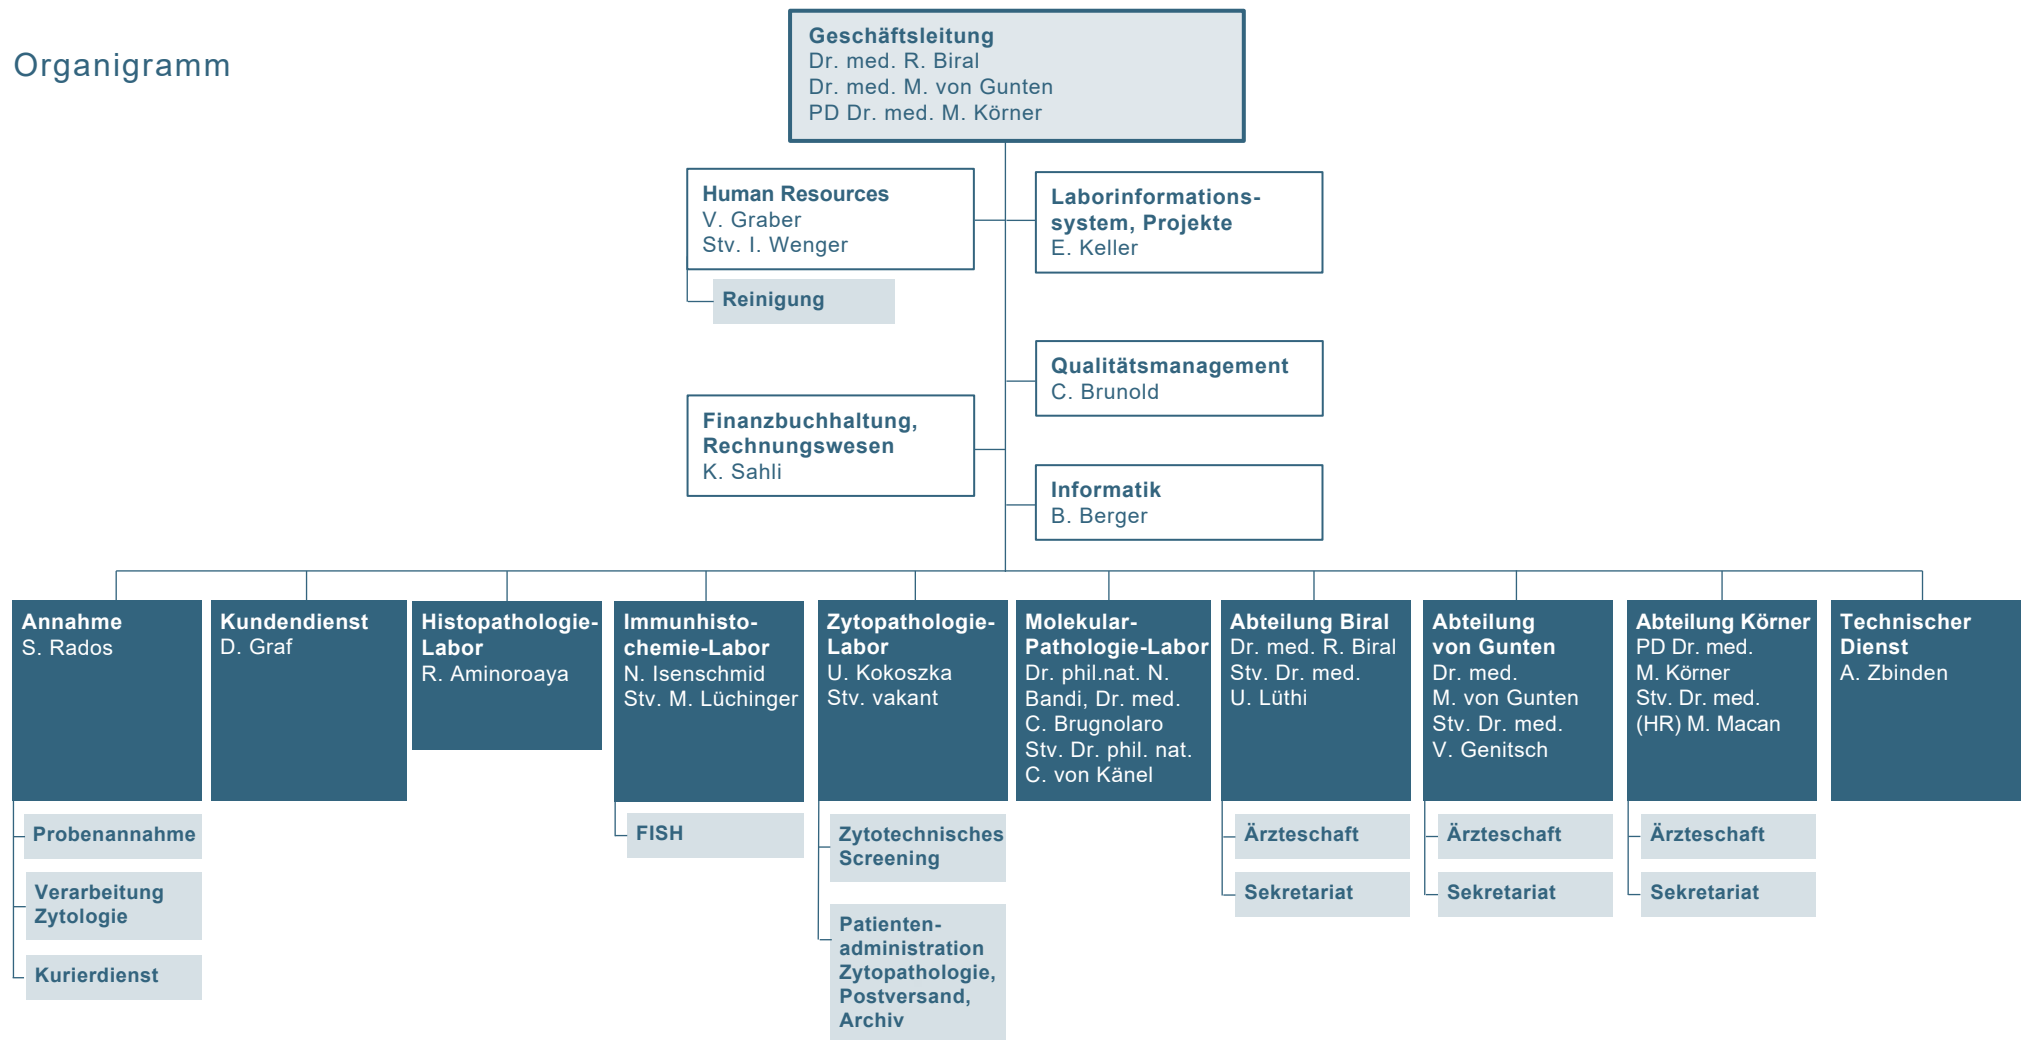 Organigramm
Geschäftsleitung
Dr. med. R. Biral
Dr. med. M. von Gunten
PD Dr. med. M. Körner
Human Resources
V. Graber
Stv. I. Wenger
Laborinformations-
system, Projekte
E. Keller
Reinigung
Qualitätsmanagement
C. Brunold
Finanzbuchhaltung,
Rechnungswesen
K. Sahli
Informatik
B. Berger
Annahme
S. Rados
Probenannahme
Verarbeitung
Zytologie
Kurierdienst
Kundendienst
D. Graf
Histopathologie-
Labor
R. Aminoroaya
Immunhisto-
chemie-Labor
N. Isenschmid
Stv. M. Lüchinger
FISH
Zytopathologie-
Labor
U. Kokoszka
Stv. vakant
Zytotechnisches
Screening
Patienten-
administration
Zytopathologie,
Postversand,
Archiv
Molekular-
Pathologie-Labor
Dr. phil.nat. N.
Bandi, Dr. med.
C. Brugnolaro
Stv. Dr. phil. nat.
C. von Känel
Abteilung Biral
Dr. med. R. Biral
Stv. Dr. med.
U. Lüthi
Ärzteschaft
Sekretariat
Abteilung
von Gunten
Dr. med.
M. von Gunten
Stv. Dr. med.
V. Genitsch
Ärzteschaft
Sekretariat
Abteilung Körner
PD Dr. med.
M. Körner
Stv. Dr. med.
(HR) M. Macan
Ärzteschaft
Sekretariat
Technischer
Dienst
A. Zbinden